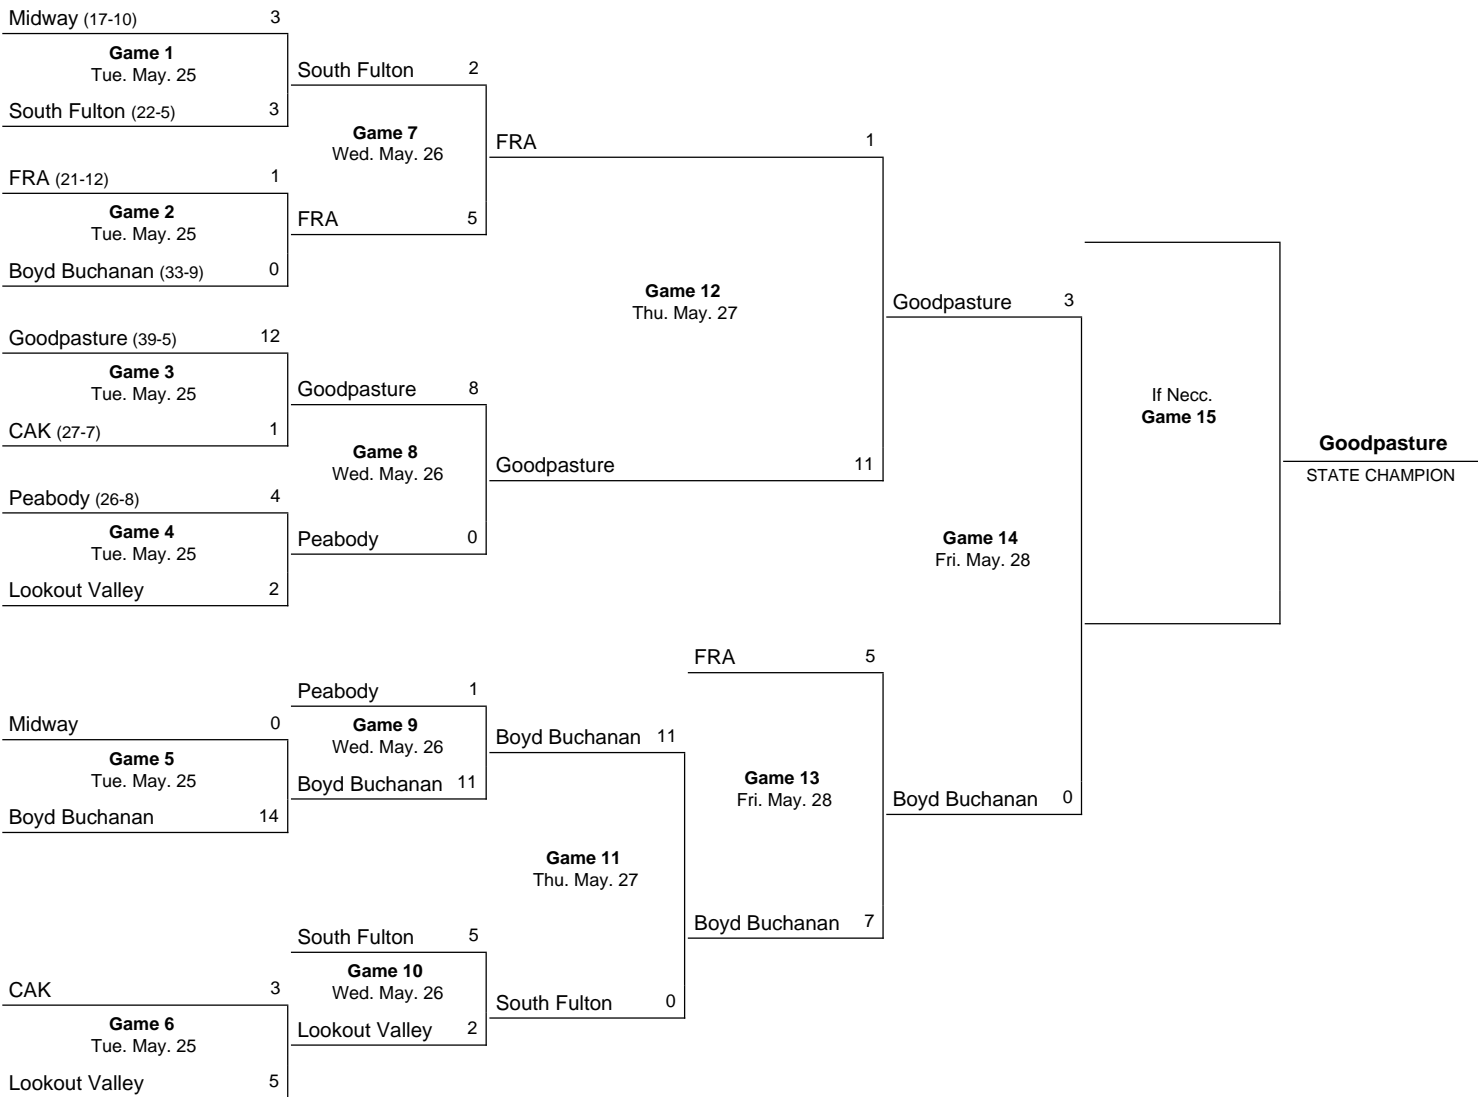 Midway (17-10) 3
Game 1
Tue. May. 25
South Fulton (22-5) 3
FRA (21-12) 1
Game 2
Tue. May. 25
Boyd Buchanan (33-9) 0
Goodpasture (39-5) 12
Game 3
Tue. May. 25
CAK (27-7) 1
Peabody (26-8) 4
Game 4
Tue. May. 25
Lookout Valley 2
Midway 0
Game 5
Tue. May. 25
Boyd Buchanan 14
CAK 3
Game 6
Tue. May. 25
Lookout Valley 5
South Fulton 2
Game 7
Wed. May. 26
FRA 5
Goodpasture 8
Game 8
Wed. May. 26
Peabody 0
Peabody 1
Game 9
Wed. May. 26
Boyd Buchanan 11
South Fulton 5
Game 10
Wed. May. 26
Lookout Valley 2
FRA 1
Game 12
Thu. May. 27
Goodpasture 11
Boyd Buchanan 11
Game 11
Thu. May. 27
South Fulton 0
FRA 5
Game 13
Fri. May. 28
Boyd Buchanan 7
Goodpasture 3
Game 14
Fri. May. 28
Boyd Buchanan 0
If Necc.
Game 15
Goodpasture
STATE CHAMPION